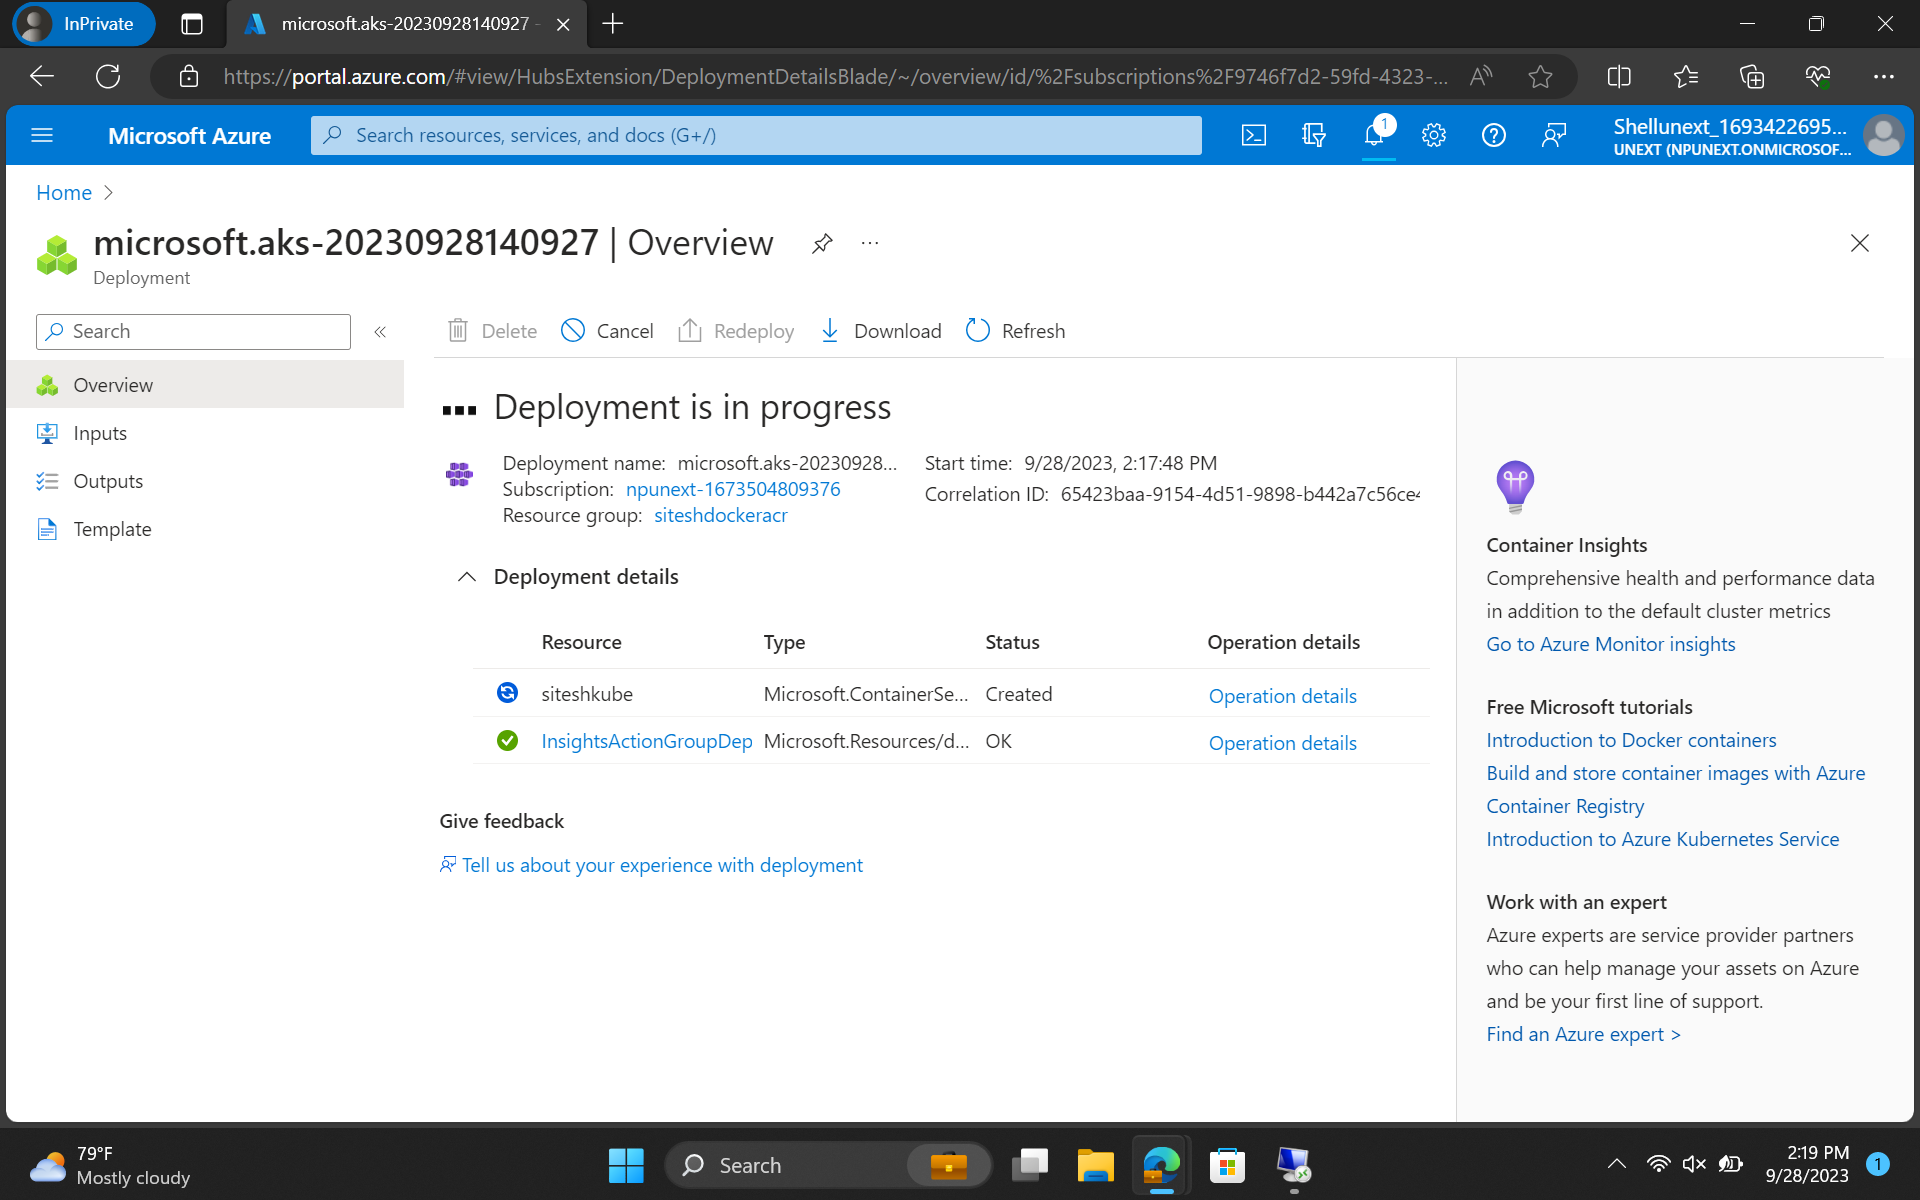 InPrivate
microsoft.aks-20230928140927 -
https://portal.azure.com/#view/HubsExtension/DeploymentDetailsBlade/~/overview/id/%2Fsubscriptions%2F9746f7d2-59fd-4323-...
Microsoft Azure
Search resources, services, and docs (G+/)
1
Shellunext_1693422695...
UNEXT (NPUNEXT.ONMICROSOF...
Home >
microsoft.aks-20230928140927 | Overview
Deployment
Search
Delete
Cancel
Redeploy
Download
Refresh
Overview
Inputs
Outputs
Template
Deployment is in progress
Deployment name: microsoft.aks-20230928...
Subscription: npunext-1673504809376
Resource group: siteshdockeracr
Start time: 9/28/2023, 2:17:48 PM
Correlation ID: 65423baa-9154-4d51-9898-b442a7c56ce4
Deployment details
Resource Type Status Operation details
siteshkube Microsoft.ContainerSe... Created Operation details
InsightsActionGroupDep Microsoft.Resources/d... OK Operation details
Give feedback
Tell us about your experience with deployment
Container Insights
Comprehensive health and performance data
in addition to the default cluster metrics
Go to Azure Monitor insights
Free Microsoft tutorials
Introduction to Docker containers
Build and store container images with Azure
Container Registry
Introduction to Azure Kubernetes Service
Work with an expert
Azure experts are service provider partners
who can help manage your assets on Azure
and be your first line of support.
Find an Azure expert >
79°F
Mostly cloudy
Search
2:19 PM
9/28/2023
1